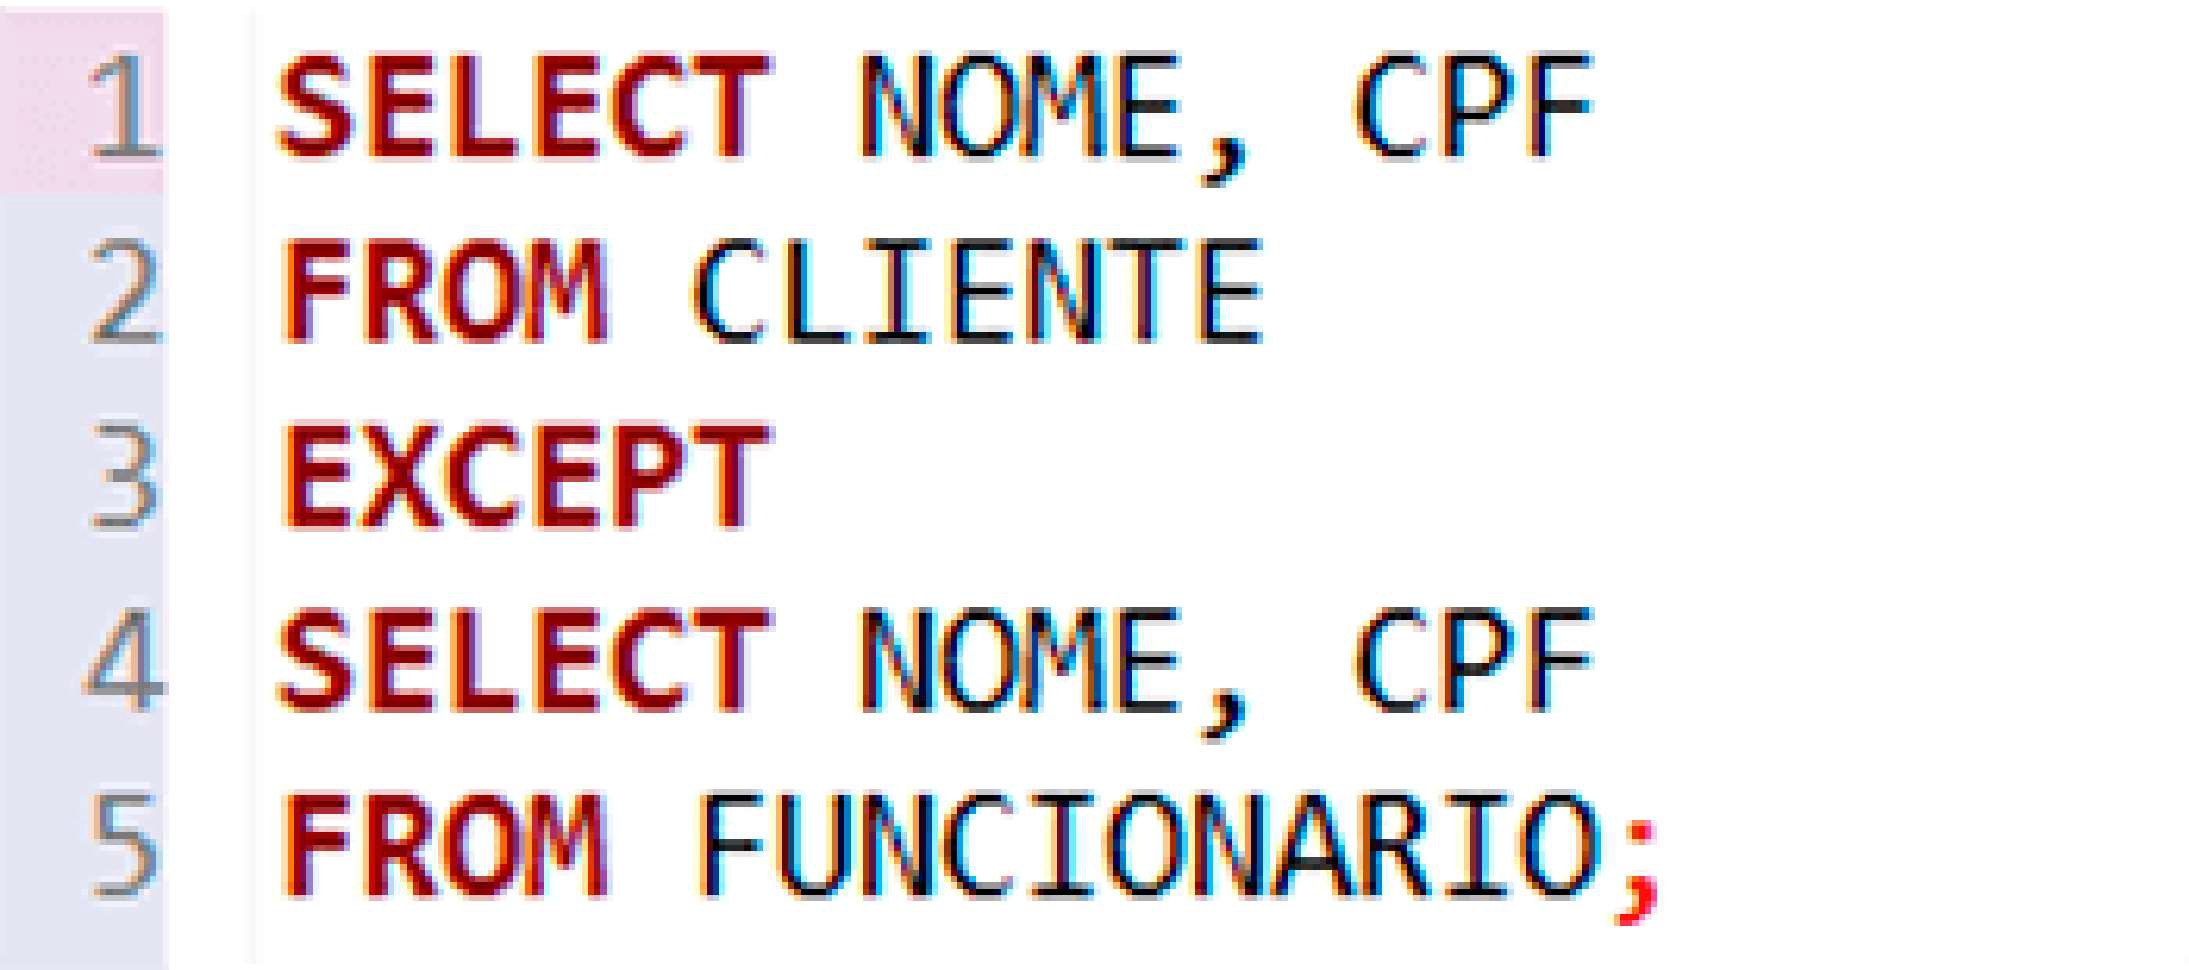 1 SELECT NOME, CPF
2 FROM CLIENTE
3 EXCEPT
4 SELECT NOME, CPF
5 FROM FUNCIONARIO;